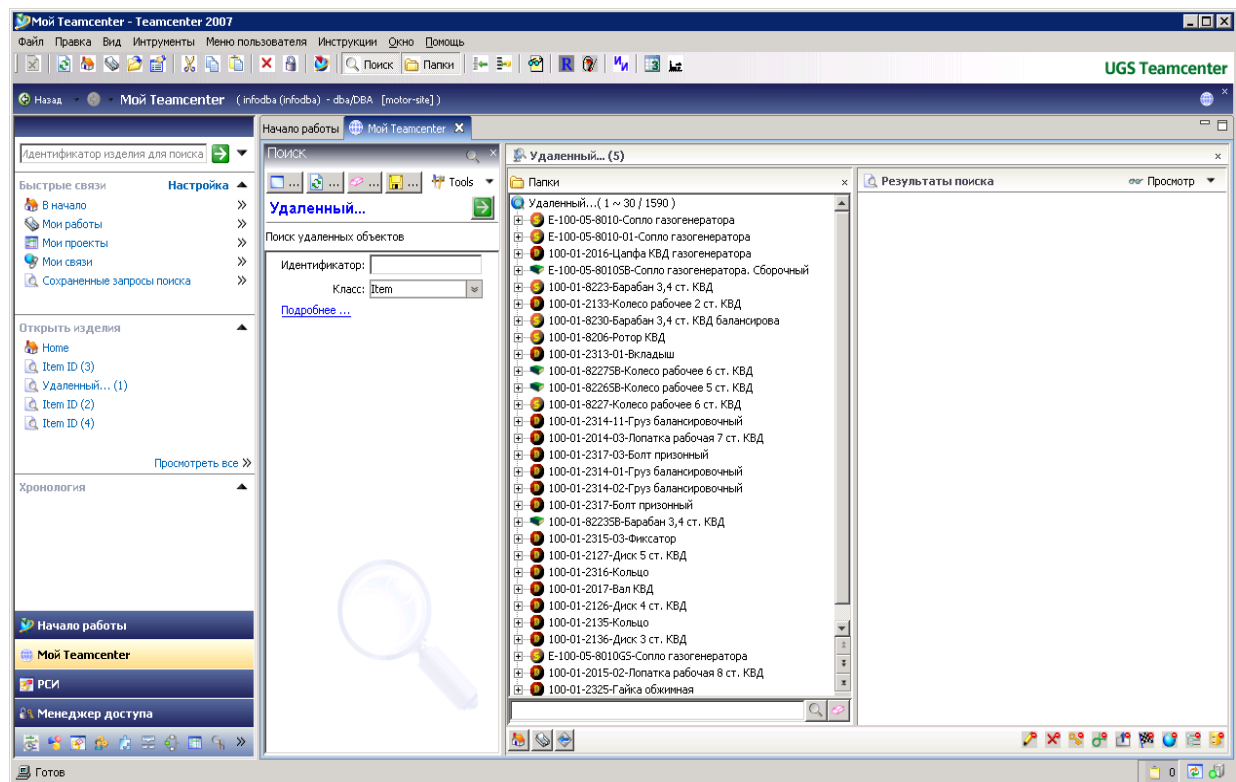 Мой Teamcenter - Teamcenter 2007
Файл Правка Вид Инструменты Меню пользователя Инструкции Окно Помощь
Поиск Папки
UGS Teamcenter
Назад Мой Teamcenter ( infodba (infodba) - dba/DBA [motor-site] )
Начало работы Мой Teamcenter
Идентификатор изделия для поиска
Быстрые связи Настройка
В начало
Мои работы
Мои проекты
Мои связи
Сохраненные запросы поиска
Открыть изделия
Home
Item ID (3)
Удаленный... (1)
Item ID (2)
Item ID (4)
Просмотреть все
Хронология
Начало работы
Мой Teamcenter
РСИ
Менеджер доступа
Поиск
... ... ... ... Tools
Удаленный...
Поиск удаленных объектов
Идентификатор:
Класс: Item
Подробнее ...
Удаленный... (5)
Папки
Удаленный...( 1 ~ 30 / 1590 )
E-100-05-8010-Сопло газогенератора
E-100-05-8010-01-Сопло газогенератора
100-01-2016-Цапфа КВД газогенератора
E-100-05-8010SB-Сопло газогенератора. Сборочный
100-01-8223-Барабан 3,4 ст. КВД
100-01-2133-Колесо рабочее 2 ст. КВД
100-01-8230-Барабан 3,4 ст. КВД балансирова
100-01-8206-Ротор КВД
100-01-2313-01-Вкладыш
100-01-8227SB-Колесо рабочее 6 ст. КВД
100-01-8226SB-Колесо рабочее 5 ст. КВД
100-01-8227-Колесо рабочее 6 ст. КВД
100-01-2314-11-Груз балансировочный
100-01-2014-03-Лопатка рабочая 7 ст. КВД
100-01-2317-03-Болт призонный
100-01-2314-01-Груз балансировочный
100-01-2314-02-Груз балансировочный
100-01-2317-Болт призонный
100-01-8223SB-Барабан 3,4 ст. КВД
100-01-2315-03-Фиксатор
100-01-2127-Диск 5 ст. КВД
100-01-2316-Кольцо
100-01-2017-Вал КВД
100-01-2126-Диск 4 ст. КВД
100-01-2135-Кольцо
100-01-2136-Диск 3 ст. КВД
E-100-05-8010GS-Сопло газогенератора
100-01-2015-02-Лопатка рабочая 8 ст. КВД
100-01-2325-Гайка обжимная
Результаты поиска Просмотр
Готов
0